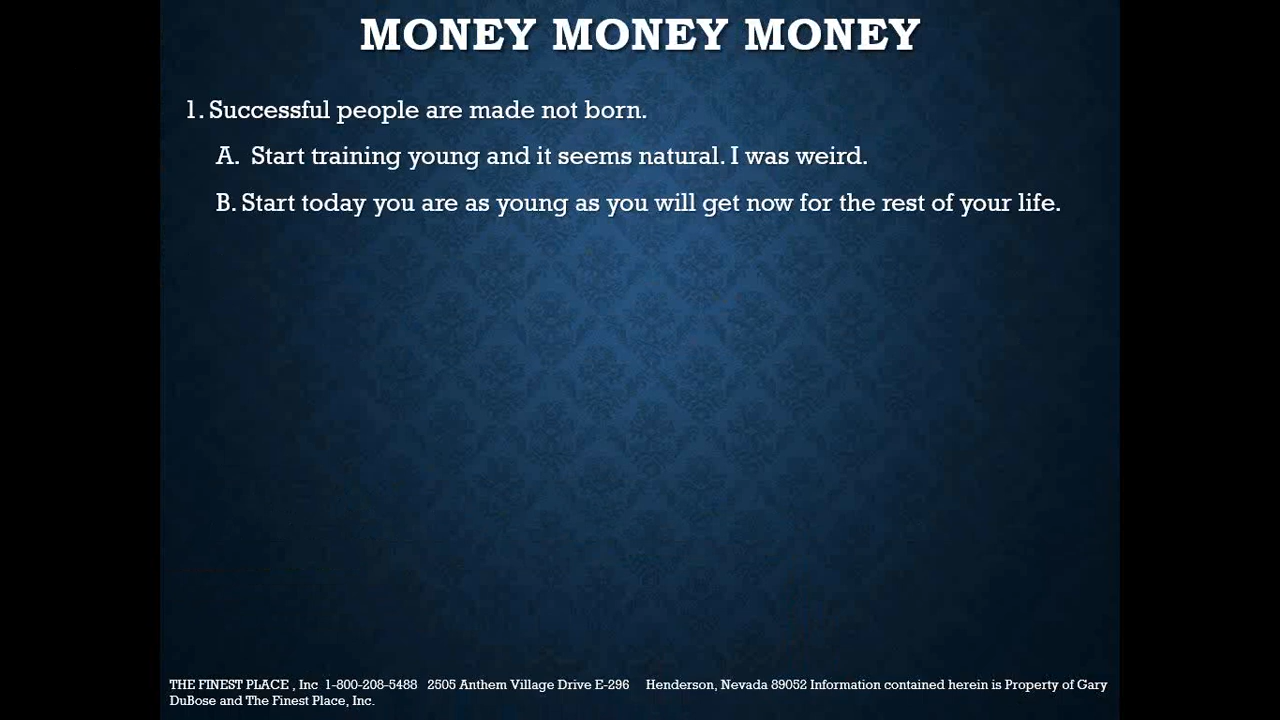 MONEY MONEY MONEY
1. Successful people are made not born.
A. Start training young and it seems natural. I was weird.
B. Start today you are as young as you will get now for the rest of your life.
THE FINEST PLACE , Inc 1-800-208-5488 2505 Anthem Village Drive E-296 Henderson, Nevada 89052 Information contained herein is Property of Gary
DuBose and The Finest Place, Inc.